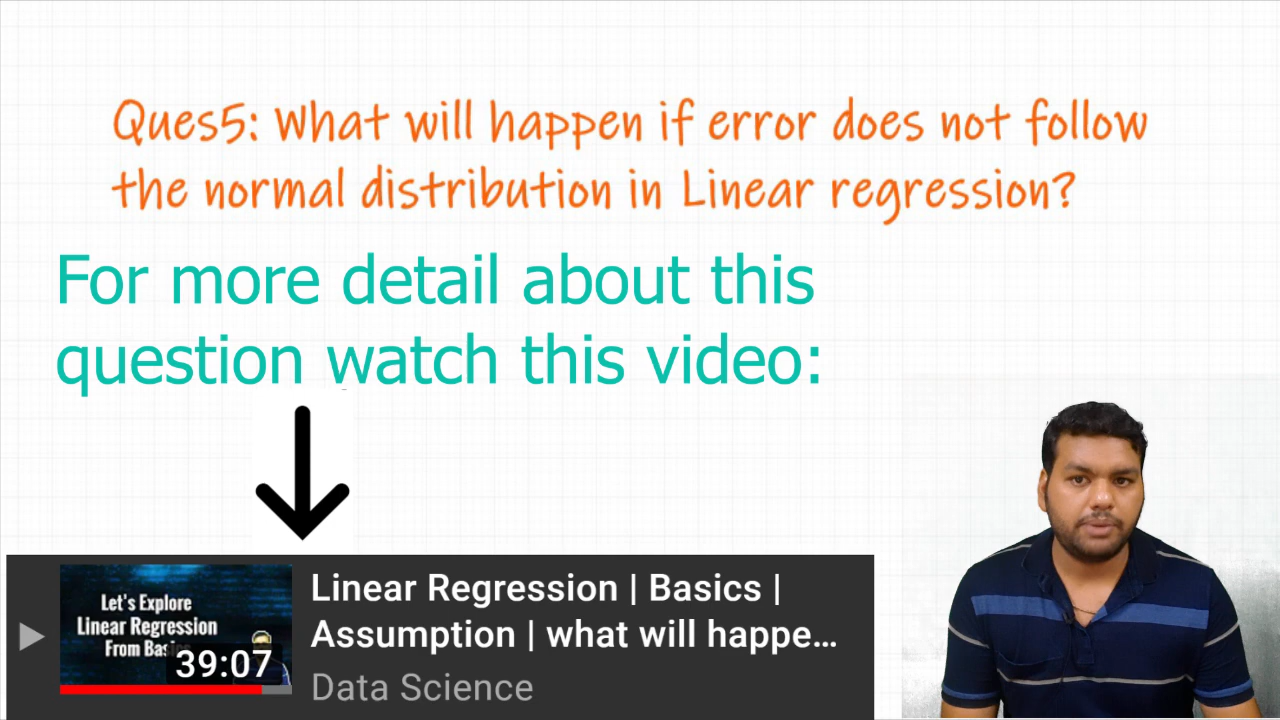 Ques5: What will happen if error does not follow
the normal distribution in Linear regression?
For more detail about this
question watch this video:
Let's Explore
Linear Regression
From Basics
39:07
Linear Regression | Basics |
Assumption | what will happe...
Data Science